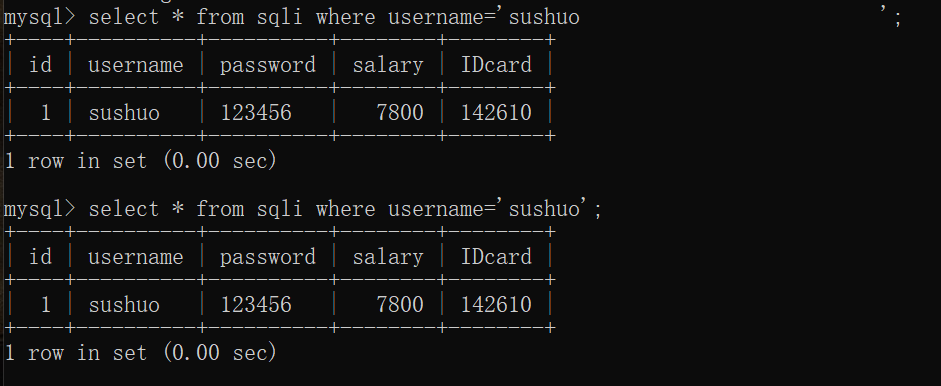 mysql> select * from sqli where username='sushuo                         ';
+----+----------+----------+--------+--------+
| id | username | password | salary | IDcard |
+----+----------+----------+--------+--------+
|  1 | sushuo   | 123456   |   7800 | 142610 |
+----+----------+----------+--------+--------+
1 row in set (0.00 sec)
mysql> select * from sqli where username='sushuo';
+----+----------+----------+--------+--------+
| id | username | password | salary | IDcard |
+----+----------+----------+--------+--------+
|  1 | sushuo   | 123456   |   7800 | 142610 |
+----+----------+----------+--------+--------+
1 row in set (0.00 sec)